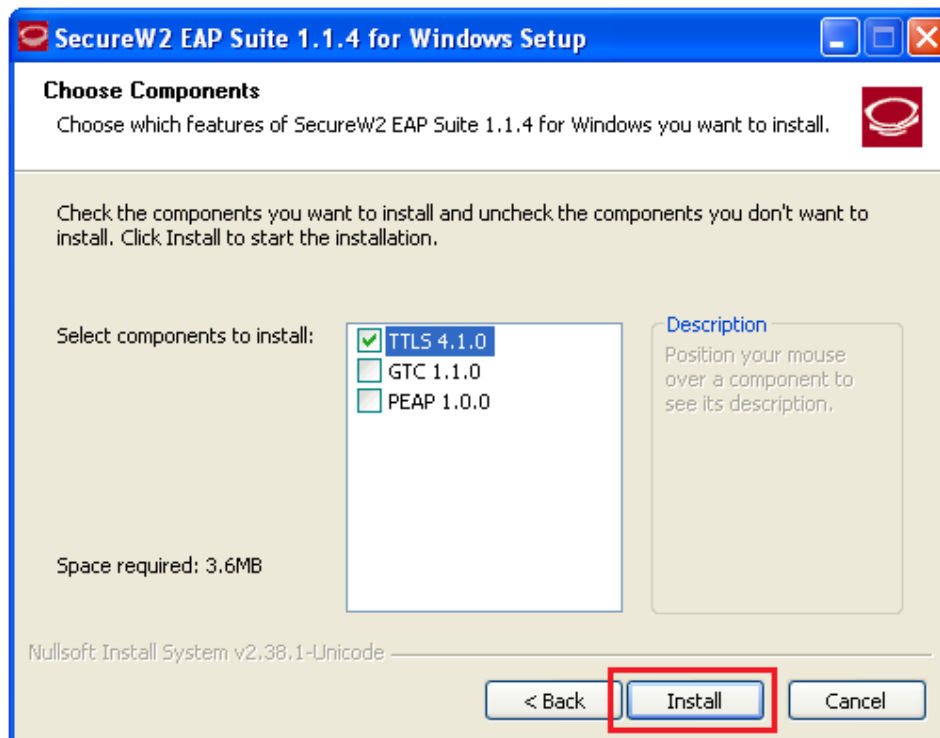 SecureW2 EAP Suite 1.1.4 for Windows Setup
Choose Components
Choose which features of SecureW2 EAP Suite 1.1.4 for Windows you want to install.
Check the components you want to install and uncheck the components you don't want to
install. Click Install to start the installation.
Select components to install:
TTLS 4.1.0
GTC 1.1.0
PEAP 1.0.0
Description
Position your mouse
over a component to
see its description.
Space required: 3.6MB
Nullsoft Install System v2.38.1-Unicode
< Back
Install
Cancel